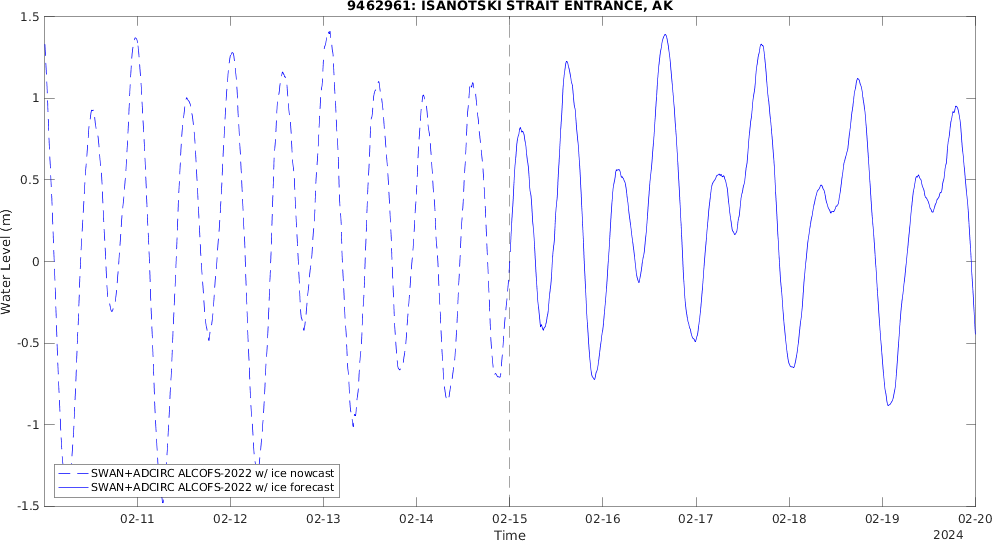 9462961: ISANOTSKI STRAIT ENTRANCE, AK
1.5
1
0.5
0
-0.5
-1
-1.5
Water Level (m)
SWAN+ADCIRC ALCOFS-2022 w/ ice nowcast
SWAN+ADCIRC ALCOFS-2022 w/ ice forecast
02-11 02-12 02-13 02-14 02-15 02-16 02-17 02-18 02-19 02-20
Time
2024